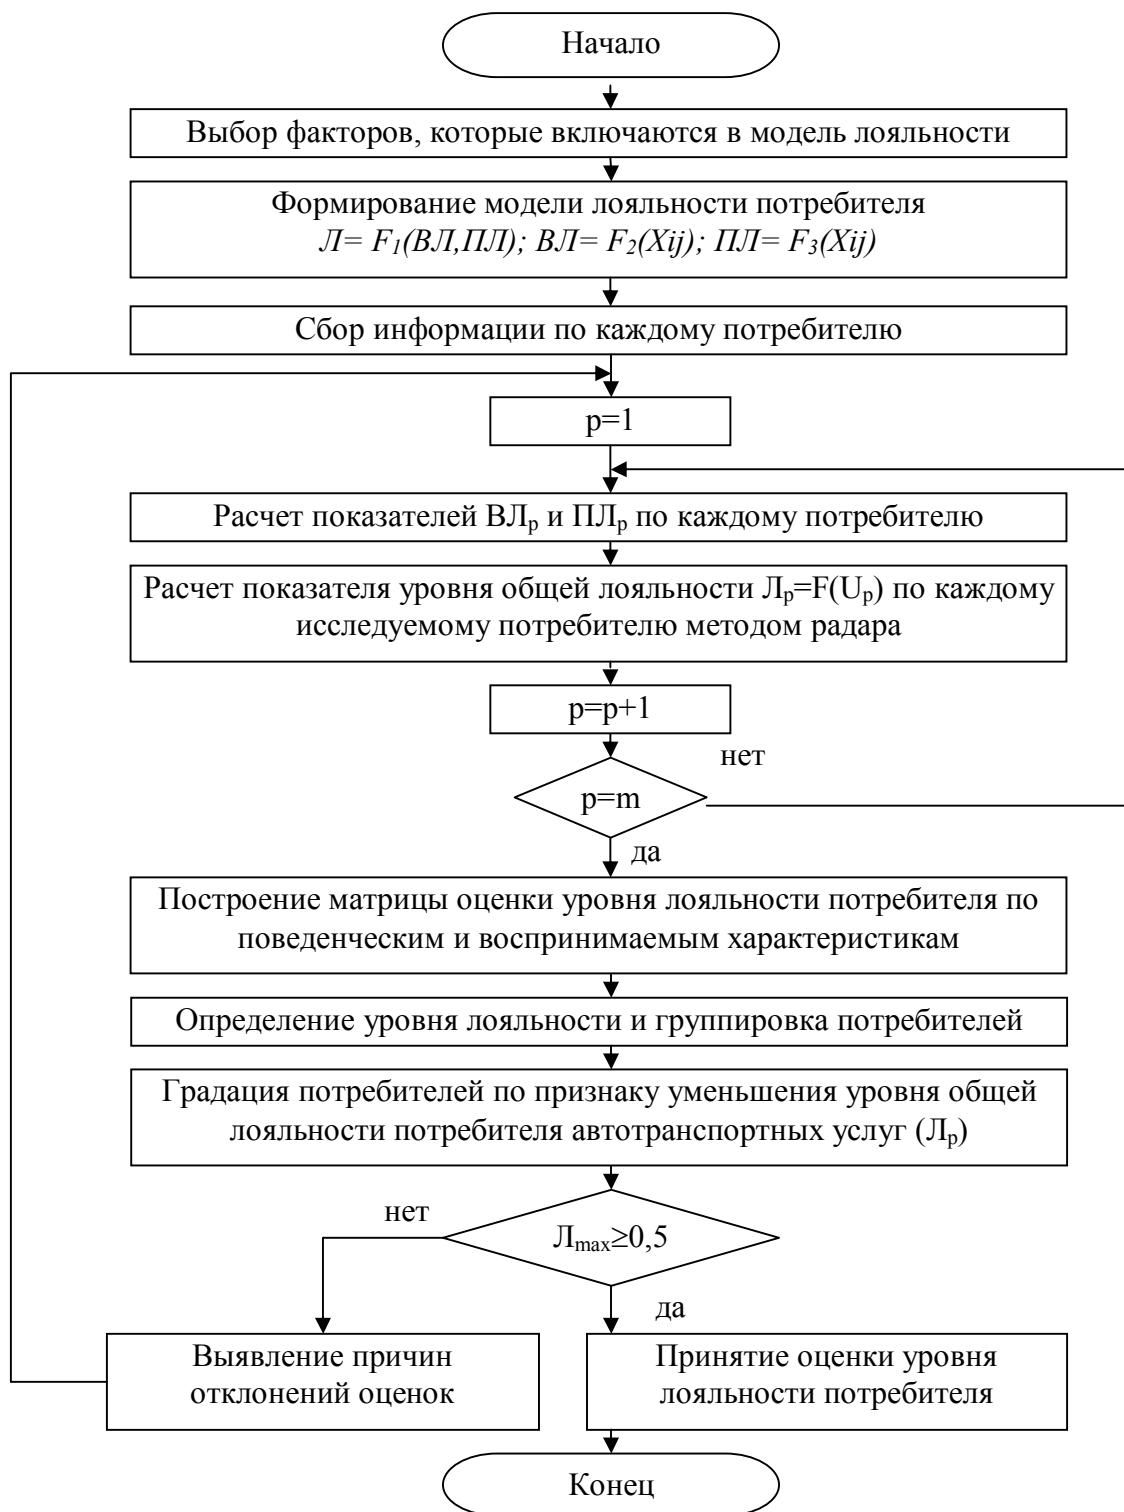 Начало
Выбор факторов, которые включаются в модель лояльности
Формирование модели лояльности потребителя
Л= F₁(ВЛ,ПЛ); ВЛ= F₂(Xij); ПЛ= F₃(Xij)
Сбор информации по каждому потребителю
p=1
Расчет показателей ВЛₚ и ПЛₚ по каждому потребителю
Расчет показателя уровня общей лояльности Лₚ=F(Uₚ) по каждому
исследуемому потребителю методом радара
p=p+1
нет
p=m
да
Построение матрицы оценки уровня лояльности потребителя по
поведенческим и воспринимаемым характеристикам
Определение уровня лояльности и группировка потребителей
Градация потребителей по признаку уменьшения уровня общей
лояльности потребителя автотранспортных услуг (Лₚ)
нет
Лmax≥0,5
да
Выявление причин
отклонений оценок
Принятие оценки уровня
лояльности потребителя
Конец